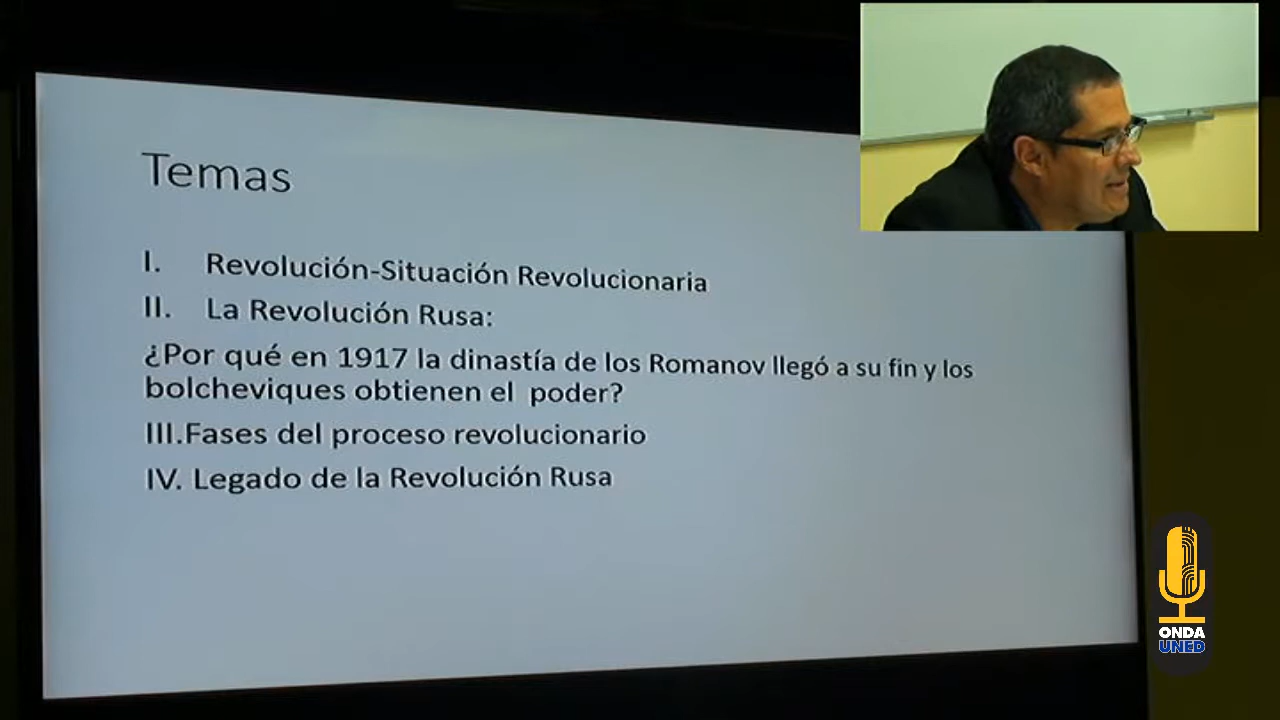 Temas
I. Revolución-Situación Revolucionaria
II. La Revolución Rusa:
¿Por qué en 1917 la dinastía de los Romanov llegó a su fin y los
bolcheviques obtienen el poder?
III.Fases del proceso revolucionario
IV. Legado de la Revolución Rusa
ONDA
UNED